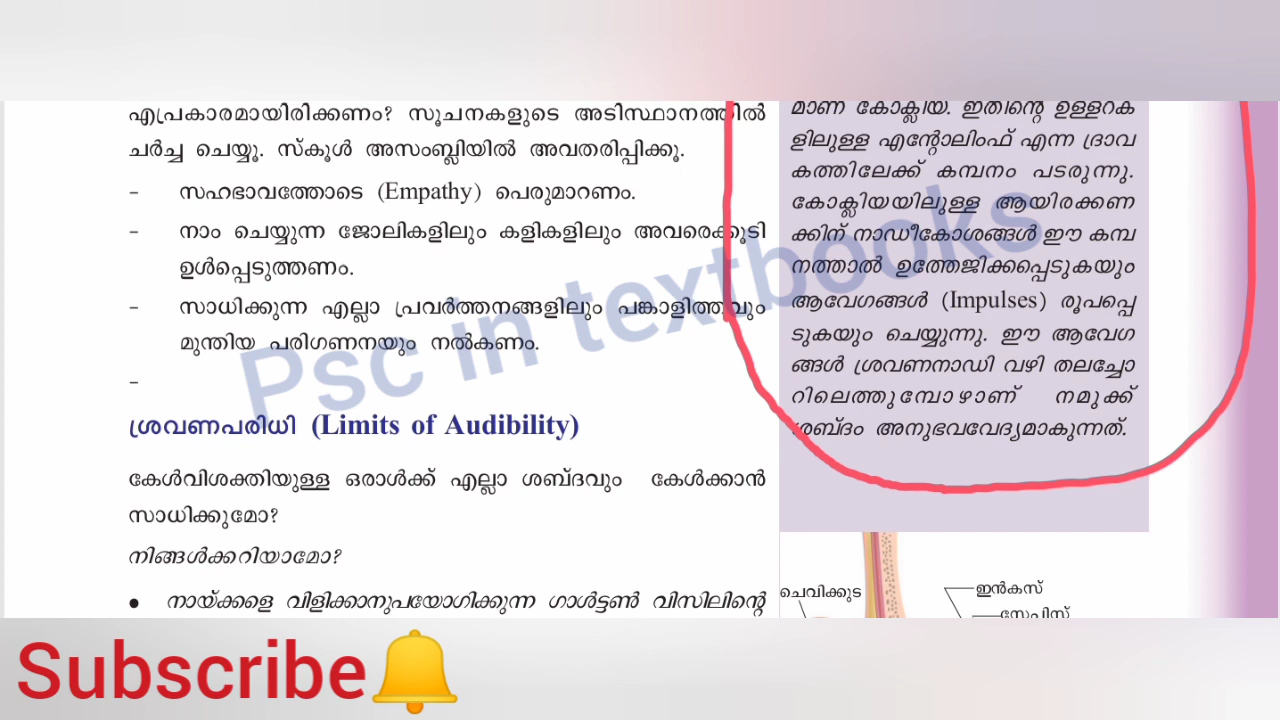 എപ്രകാരമായിരിക്കണം? സൂചനകളുടെ അടിസ്ഥാനത്തിൽ
ചർച്ച ചെയ്യൂ. സ്കൂൾ അസംബ്ലിയിൽ അവതരിപ്പിക്കൂ.
– സഹഭാവത്തോടെ (Empathy) പെരുമാറണം.
– നാം ചെയ്യുന്ന ജോലികളിലും കളികളിലും അവരെക്കൂടി
ഉൾപ്പെടുത്തണം.
– സാധിക്കുന്ന എല്ലാ പ്രവർത്തനങ്ങളിലും പങ്കാളിത്തവും
മുന്തിയ പരിഗണനയും നൽകണം.
–
ശ്രവണപരിധി (Limits of Audibility)
കേൾവിശക്തിയുള്ള ഒരാൾക്ക് എല്ലാ ശബ്ദവും കേൾക്കാൻ
സാധിക്കുമോ?
നിങ്ങൾക്കറിയാമോ?
● നായ്ക്കളെ വിളിക്കാനുപയോഗിക്കുന്ന ഗാൾട്ടൺ വിസിലിന്റെ
മാണ് കോക്ലിയ. ഇതിന്റെ ഉള്ളറക
ളിലുള്ള എന്റോലിംഫ് എന്ന ദ്രാവ
കത്തിലേക്ക് കമ്പനം പടരുന്നു.
കോക്ലിയയിലുള്ള ആയിരക്കണ
ക്കിന് നാഡീകോശങ്ങൾ ഈ കമ്പ
നത്താൽ ഉത്തേജിക്കപ്പെടുകയും
ആവേഗങ്ങൾ (Impulses) രൂപപ്പെ
ടുകയും ചെയ്യുന്നു. ഈ ആവേഗ
ങ്ങൾ ശ്രവണനാഡി വഴി തലച്ചോ
റിലെത്തുമ്പോഴാണ് നമുക്ക്
ശബ്ദം അനുഭവവേദ്യമാകുന്നത്.
ചെവിക്കുട
ഇൻകസ്
സ്റ്റേപിസ്
Psc in textbooks
Subscribe